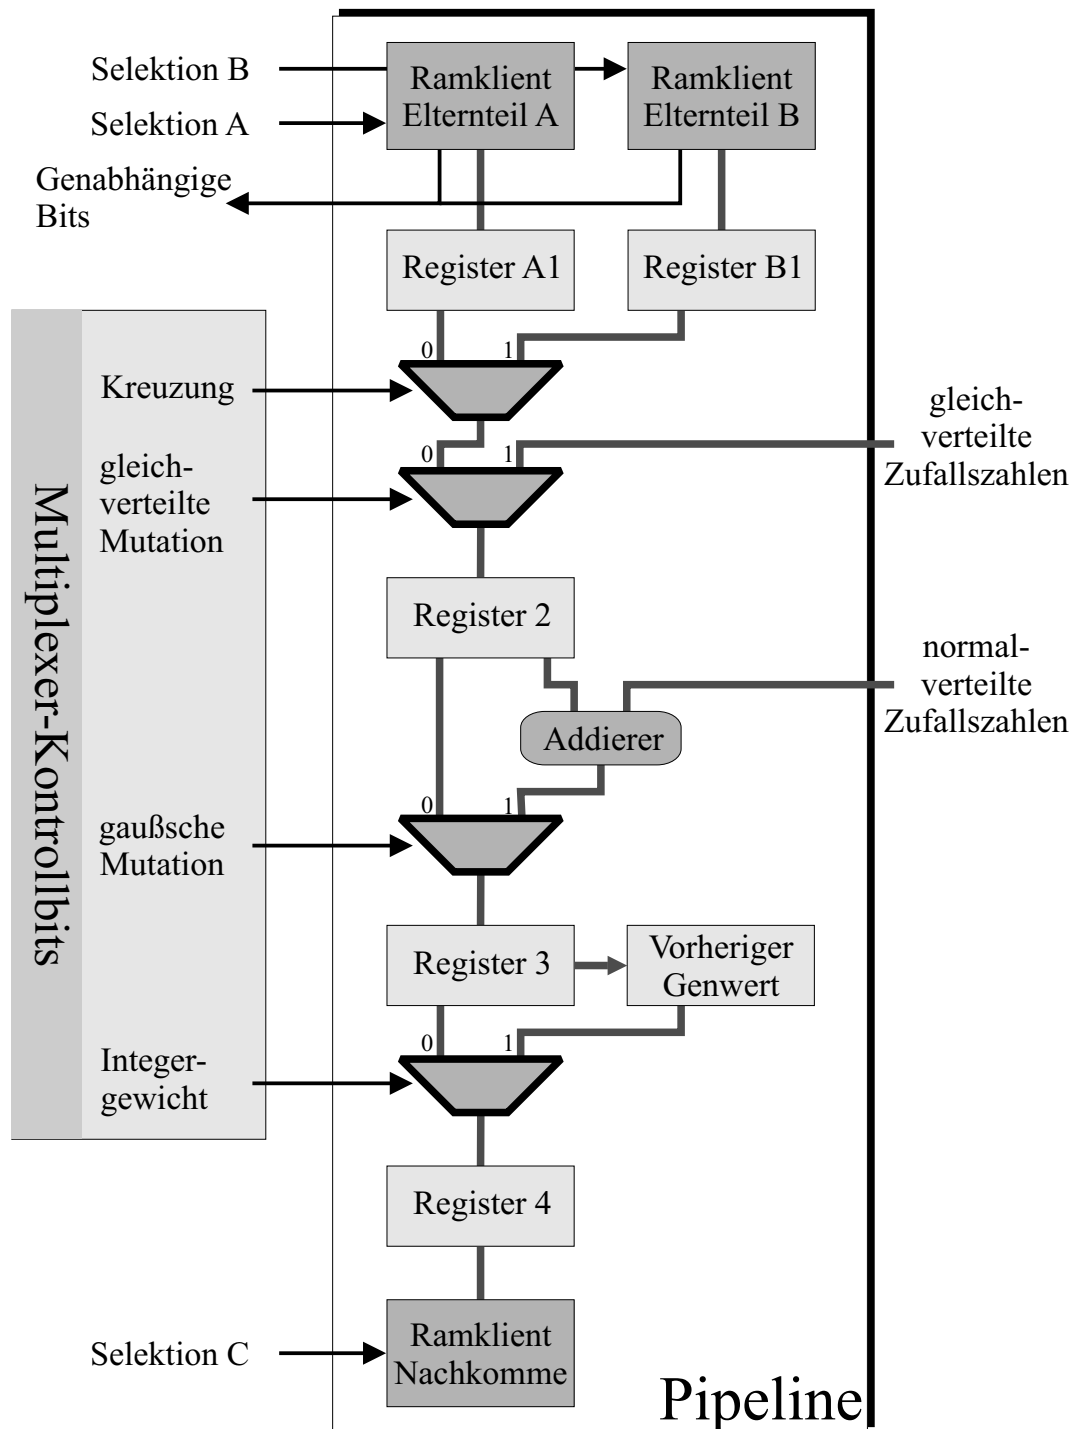 Selektion B
Ramklient
Elternteil A
Ramklient
Elternteil B
Selektion A
Genabhängige
Bits
Register A1
Register B1
0
1
Kreuzung
gleich-
verteilte
Zufallszahlen
0
1
gleich-
verteilte
Mutation
Multiplexer-Kontrollbits
Register 2
normal-
verteilte
Zufallszahlen
Addierer
0
1
gaußsche
Mutation
Register 3
Vorheriger
Genwert
0
1
Integer-
gewicht
Register 4
Selektion C
Ramklient
Nachkomme
Pipeline